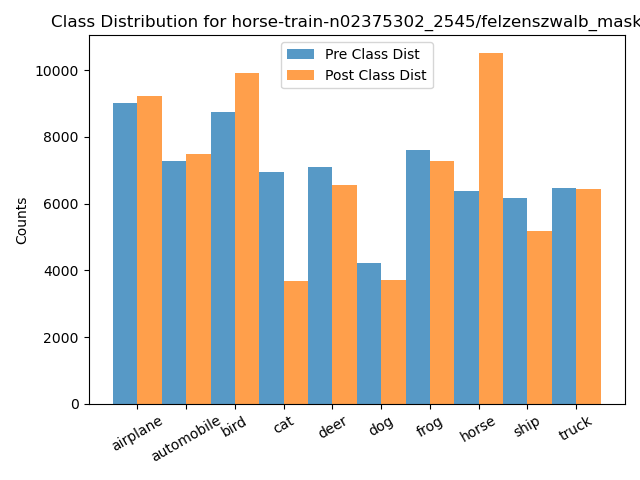 Class Distribution for horse-train-n02375302_2545/felzenszwalb_mask
Pre Class Dist
Post Class Dist
10000
8000
6000
4000
2000
0
Counts
airplane
automobile
bird
cat
deer
dog
frog
horse
ship
truck